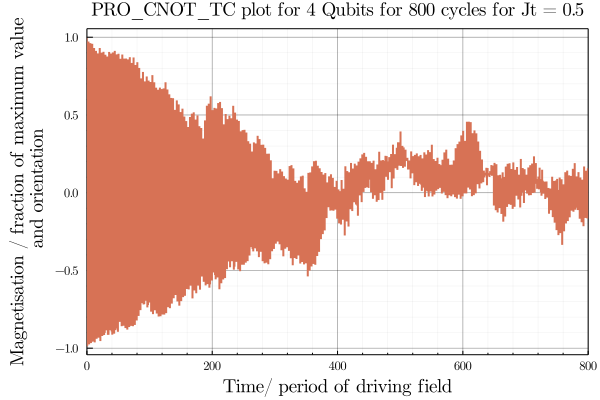 PRO_CNOT_TC plot for 4 Qubits for 800 cycles for Jt = 0.5
Magnetisation / fraction of maximum value
and orientation
1.0
0.5
0.0
−0.5
−1.0
0 200 400 600 800
Time/ period of driving field